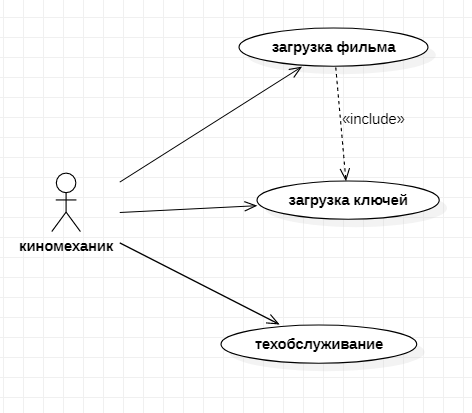 загрузка фильма
«include»
загрузка ключей
киномеханик
техобслуживание